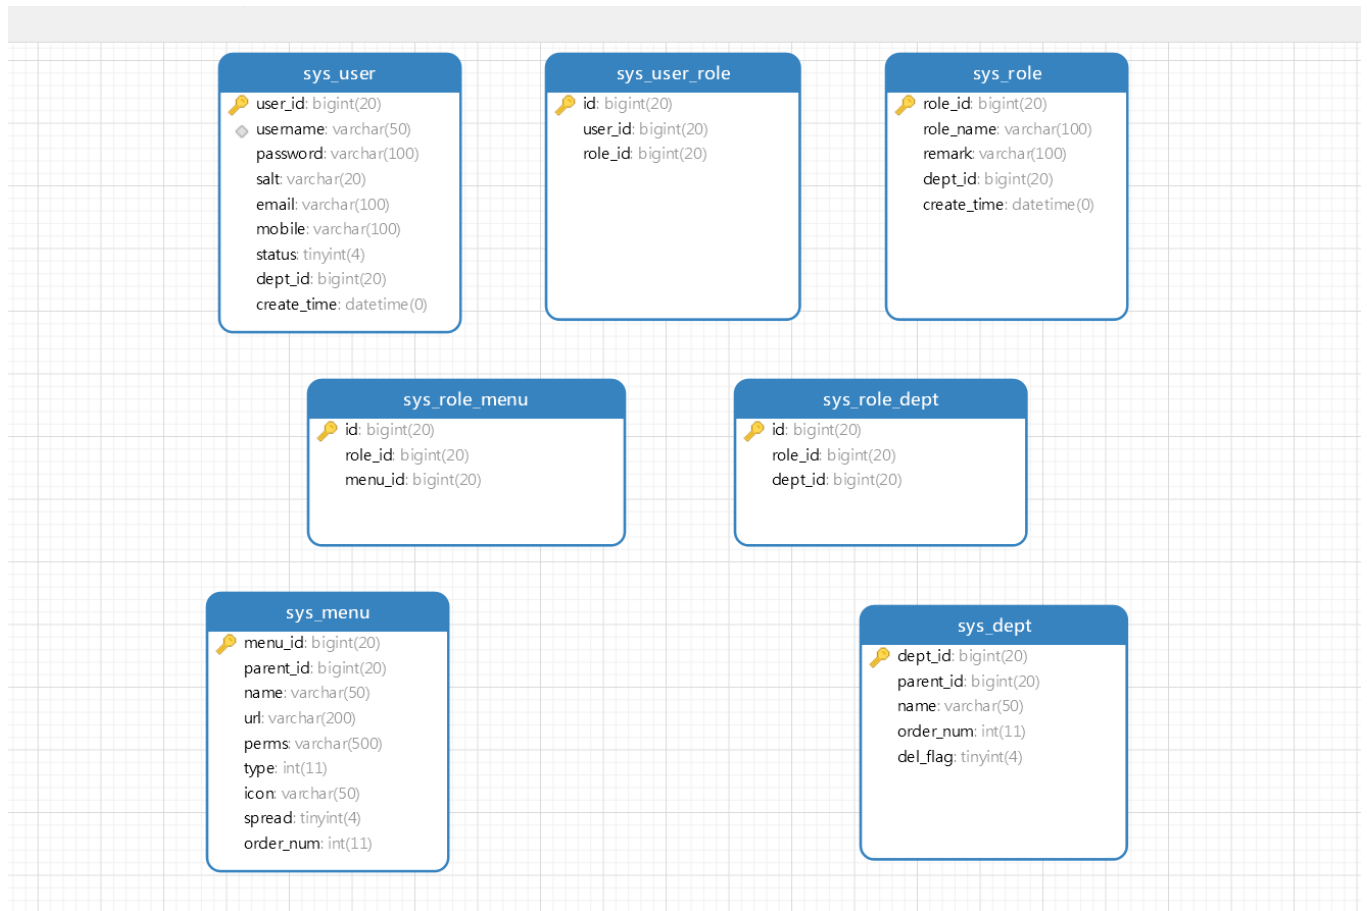 sys_user
user_id: bigint(20)
username: varchar(50)
password: varchar(100)
salt: varchar(20)
email: varchar(100)
mobile: varchar(100)
status: tinyint(4)
dept_id: bigint(20)
create_time: datetime(0)
sys_user_role
id: bigint(20)
user_id: bigint(20)
role_id: bigint(20)
sys_role
role_id: bigint(20)
role_name: varchar(100)
remark: varchar(100)
dept_id: bigint(20)
create_time: datetime(0)
sys_role_menu
id: bigint(20)
role_id: bigint(20)
menu_id: bigint(20)
sys_role_dept
id: bigint(20)
role_id: bigint(20)
dept_id: bigint(20)
sys_menu
menu_id: bigint(20)
parent_id: bigint(20)
name: varchar(50)
url: varchar(200)
perms: varchar(500)
type: int(11)
icon: varchar(50)
spread: tinyint(4)
order_num: int(11)
sys_dept
dept_id: bigint(20)
parent_id: bigint(20)
name: varchar(50)
order_num: int(11)
del_flag: tinyint(4)